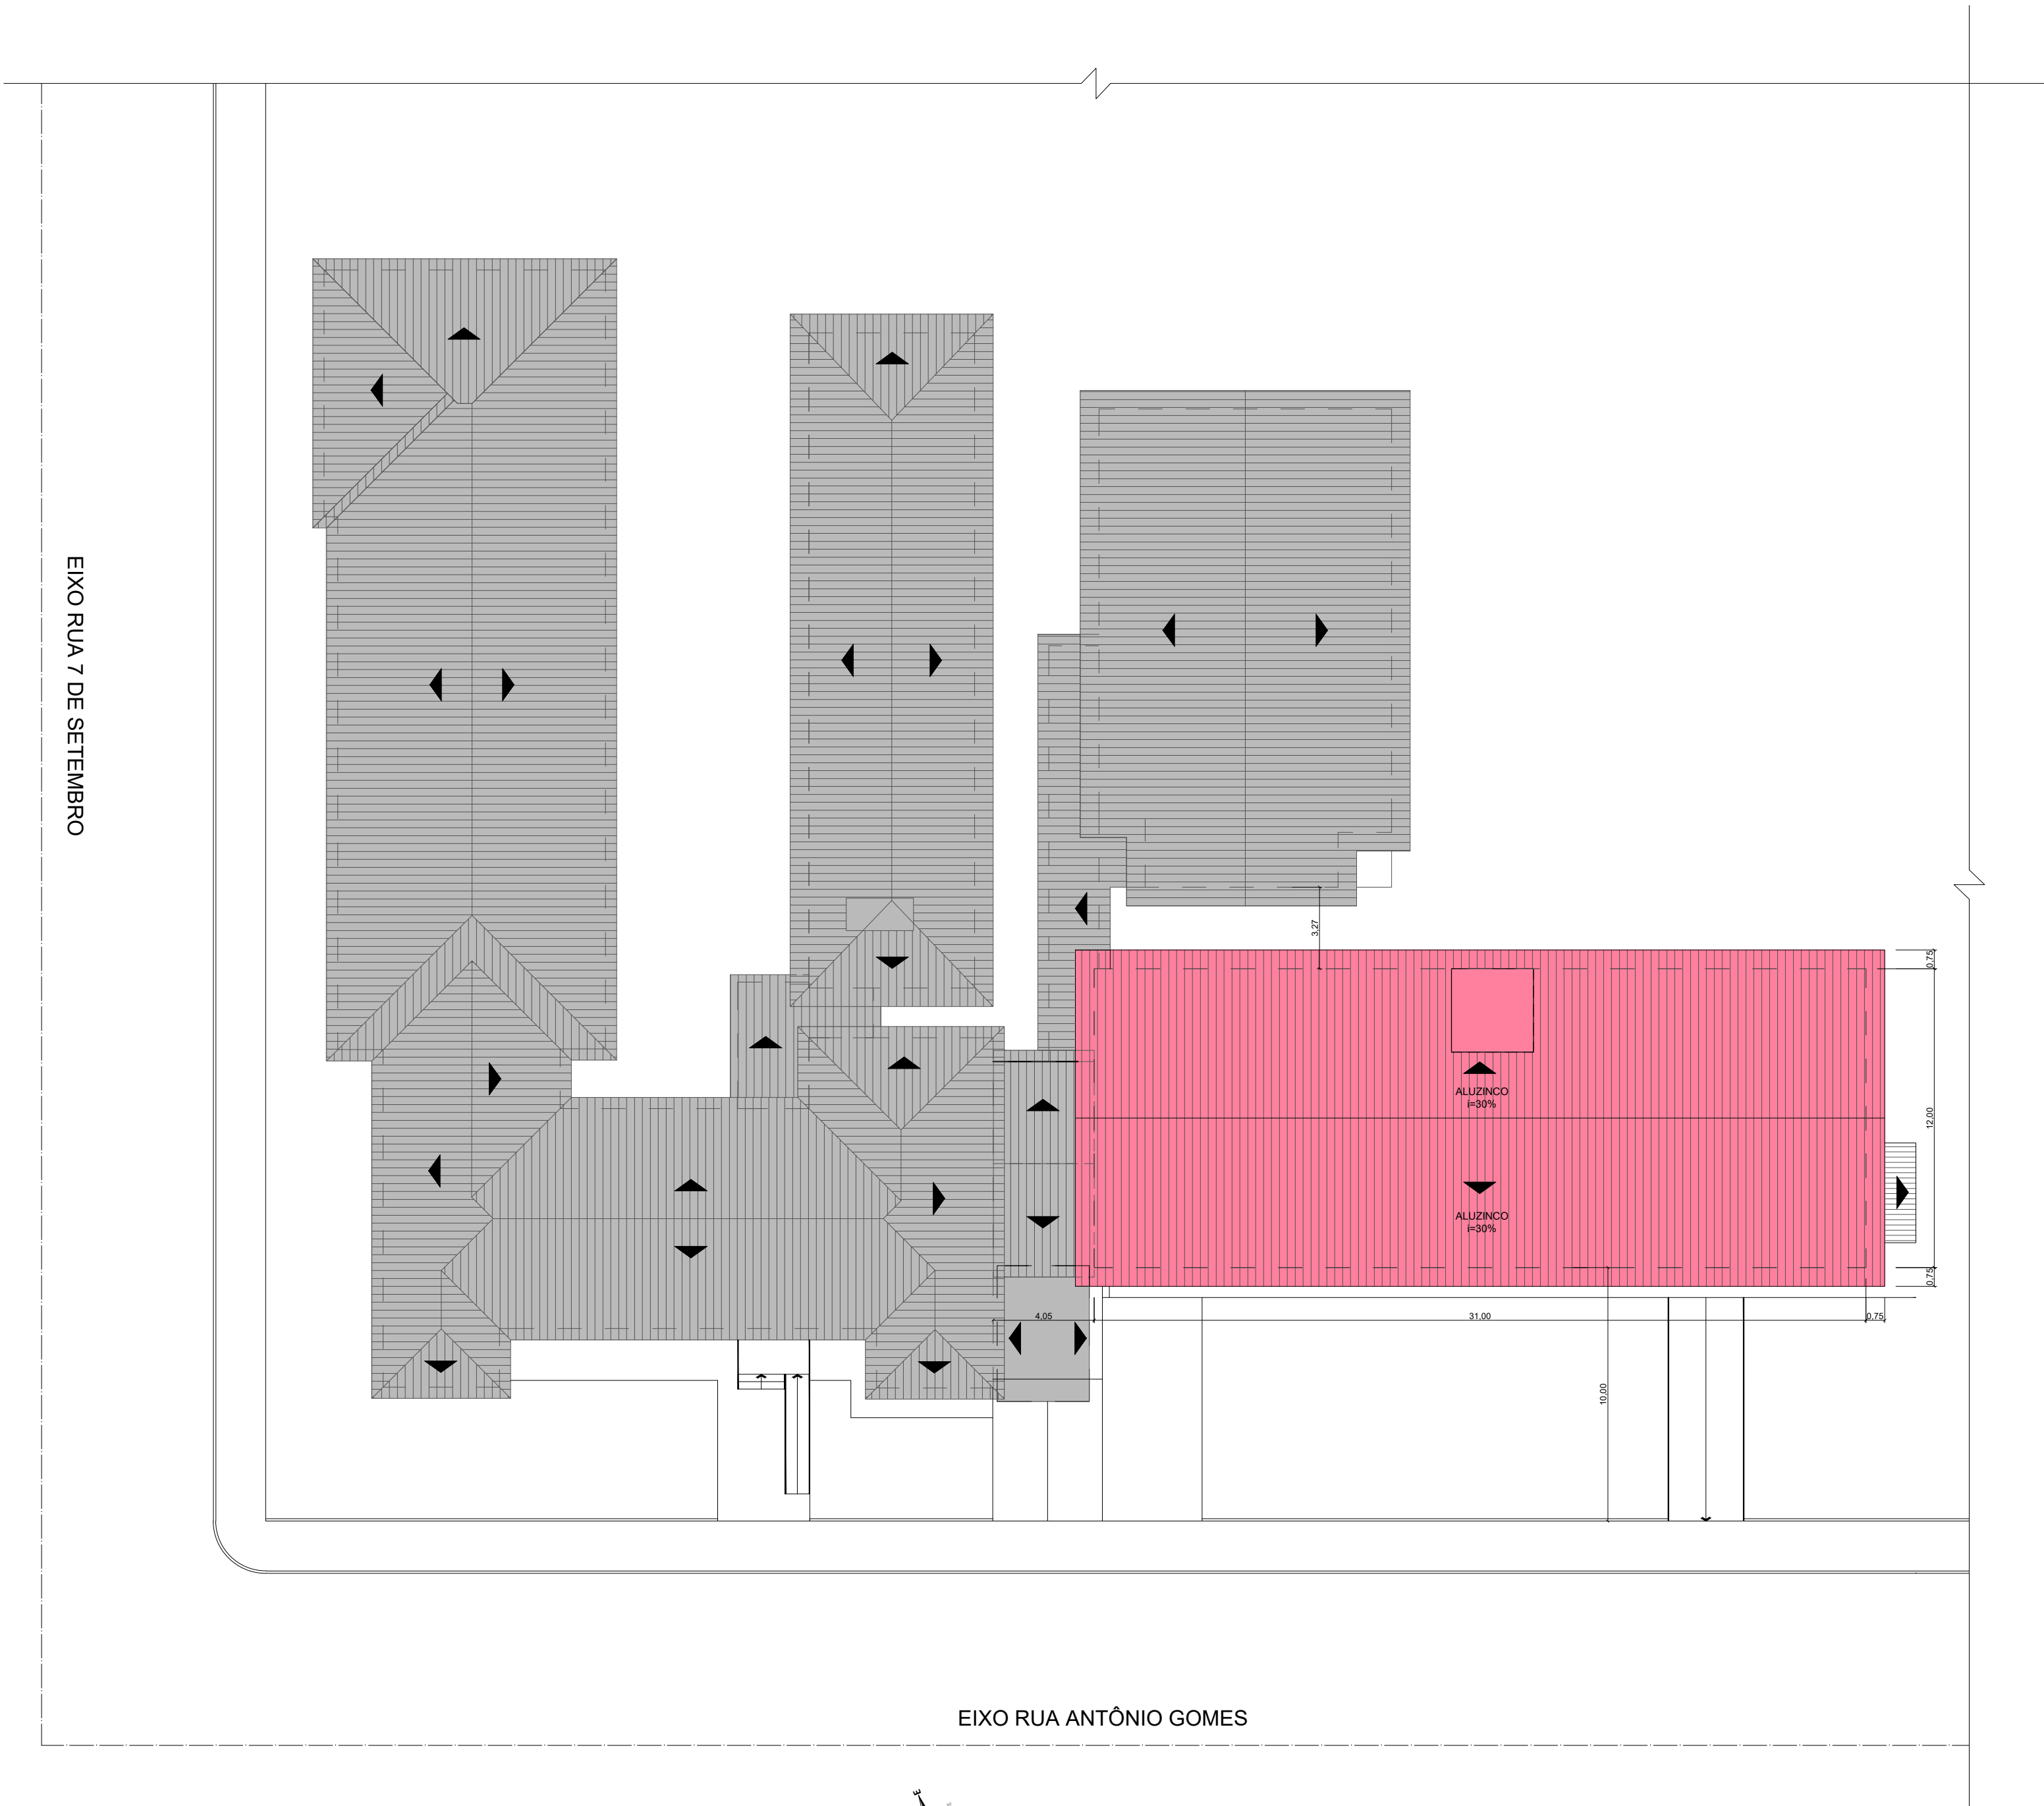 EIXO RUA 7 DE SETEMBRO
3,27
0,75
ALUZINCO
i=30%
12,00
ALUZINCO
i=30%
0,75
4,05
31,00
0,75
10,00
EIXO RUA ANTÔNIO GOMES